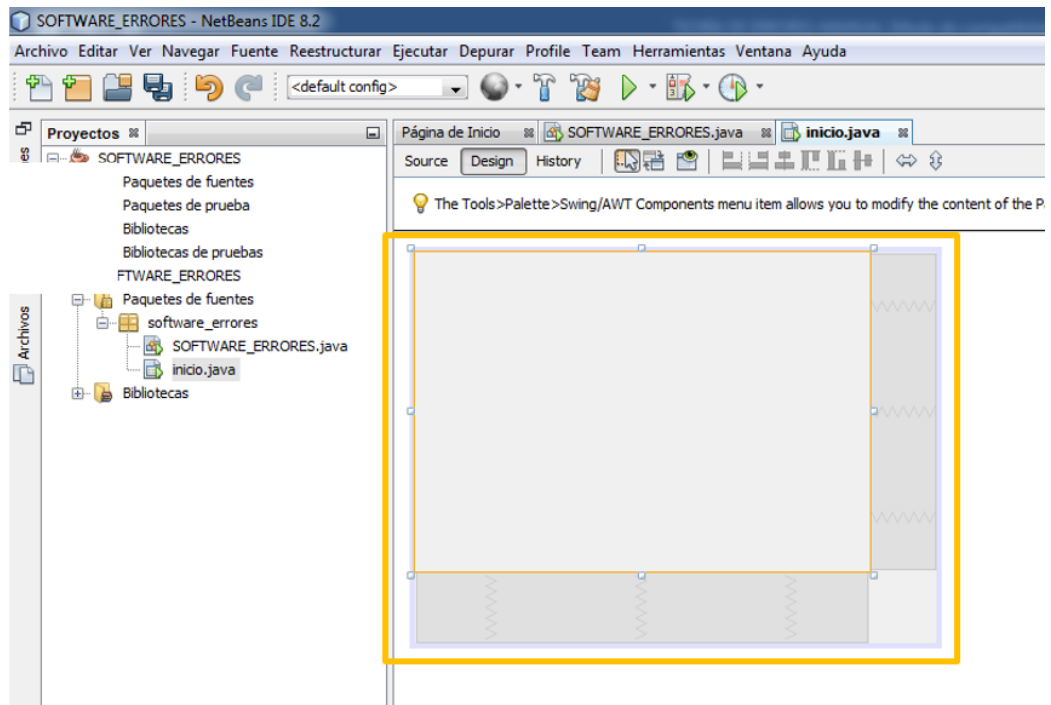 SOFTWARE_ERRORES - NetBeans IDE 8.2
Archivo Editar Ver Navegar Fuente Reestructurar Ejecutar Depurar Profile Team Herramientas Ventana Ayuda
<default config>
Proyectos
Página de Inicio SOFTWARE_ERRORES.java inicio.java
Source Design History
The Tools>Palette>Swing/AWT Components menu item allows you to modify the content of the P
es
SOFTWARE_ERRORES
Paquetes de fuentes
Paquetes de prueba
Bibliotecas
Bibliotecas de pruebas
FTWARE_ERRORES
Paquetes de fuentes
software_errores
SOFTWARE_ERRORES.java
inicio.java
Bibliotecas
Archivos